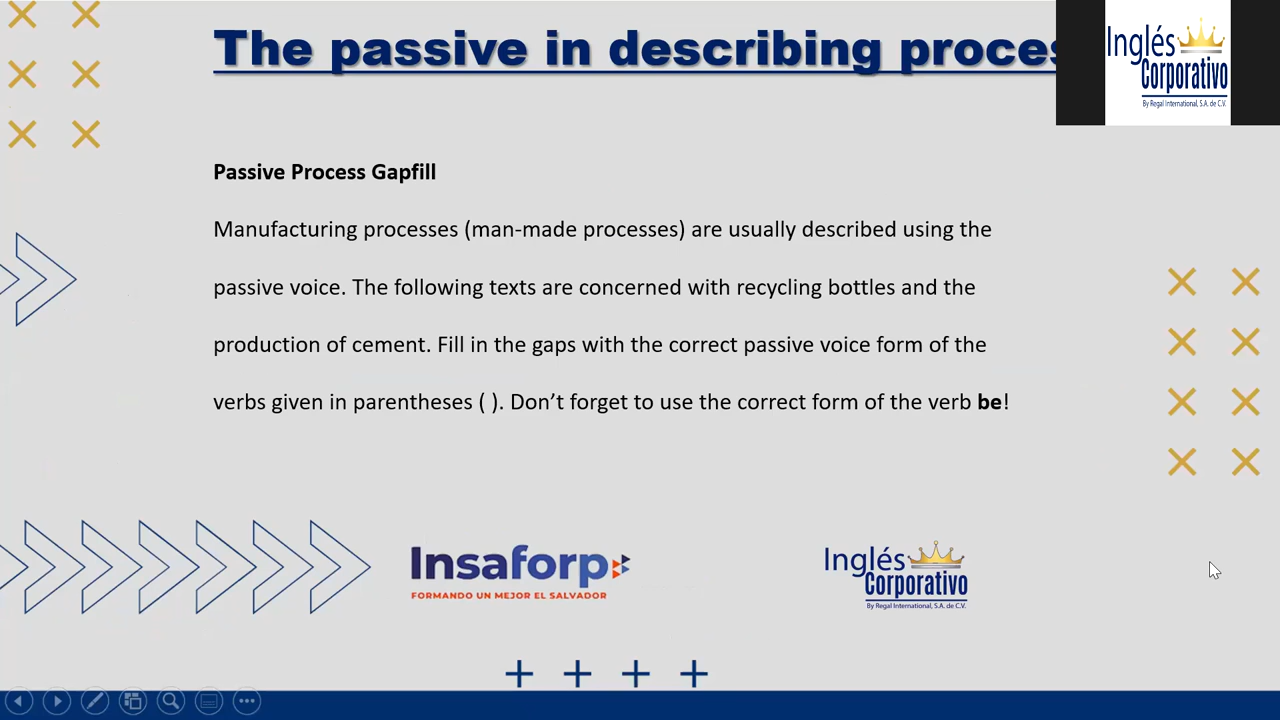 The passive in describing proces
Inglés
Corporativo
By Regal International, S.A. de C.V.
Passive Process Gapfill
Manufacturing processes (man-made processes) are usually described using the
passive voice. The following texts are concerned with recycling bottles and the
production of cement. Fill in the gaps with the correct passive voice form of the
verbs given in parentheses ( ). Don’t forget to use the correct form of the verb be!
Insaforp
FORMANDO UN MEJOR EL SALVADOR
Inglés
Corporativo
By Regal International, S.A. de C.V.